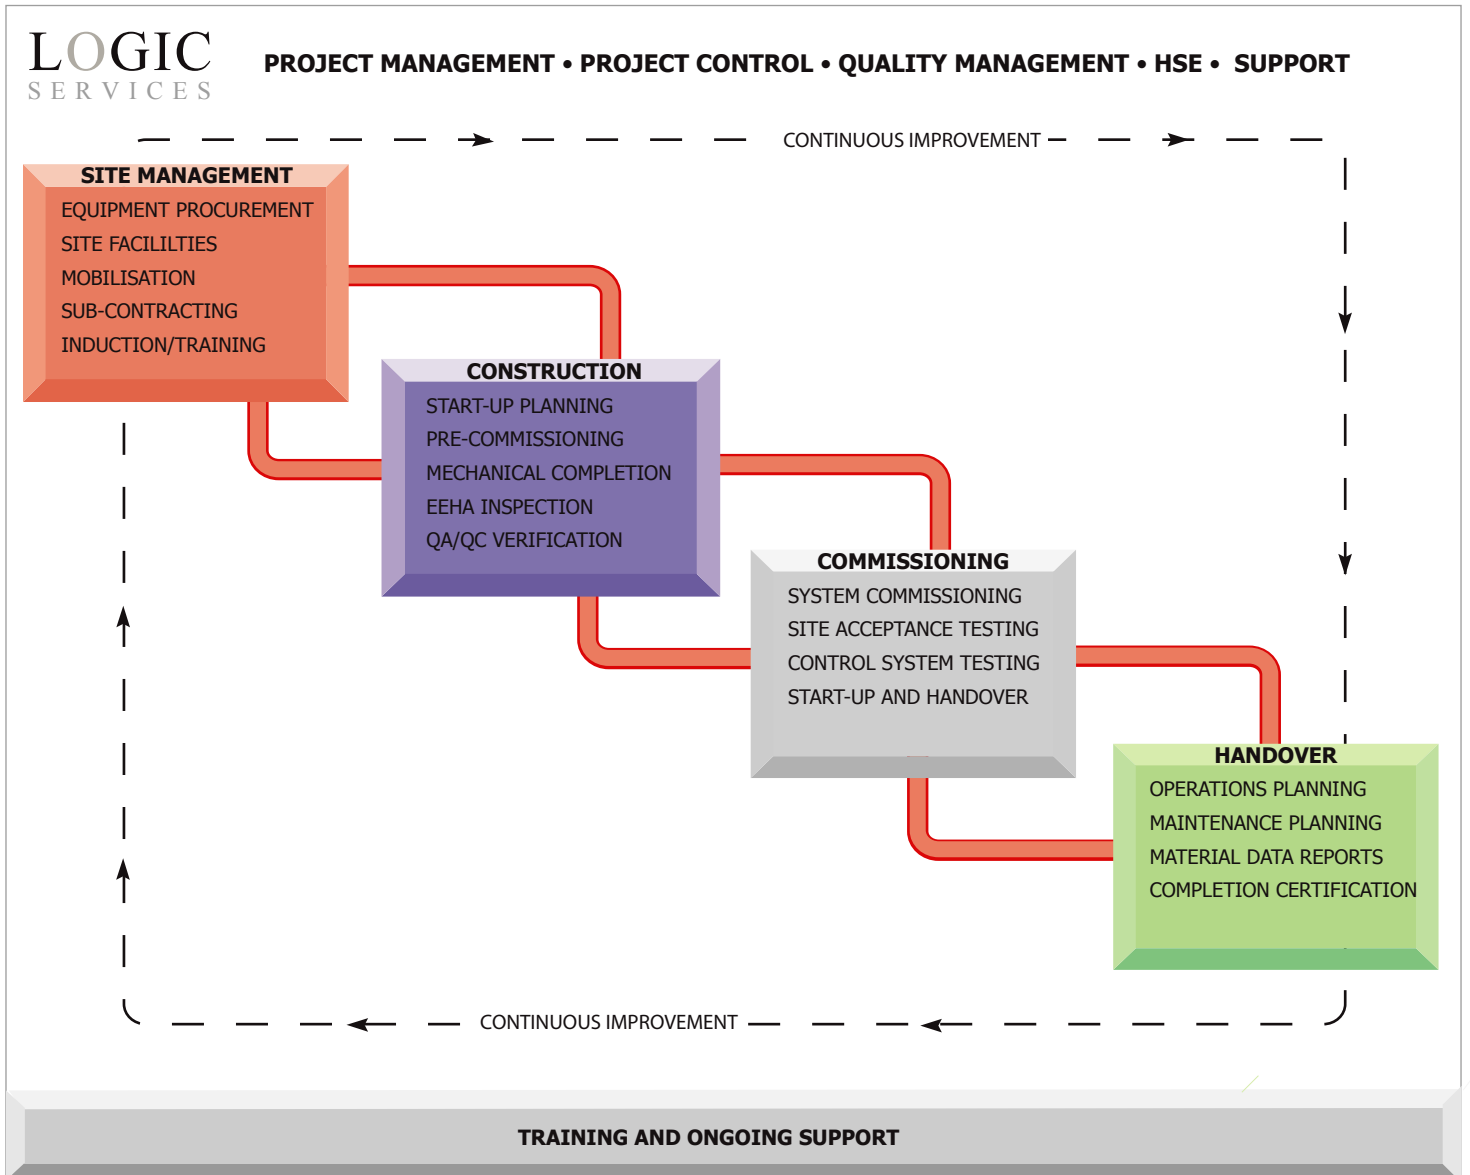 LOGIC
SERVICES
PROJECT MANAGEMENT • PROJECT CONTROL • QUALITY MANAGEMENT • HSE • SUPPORT
CONTINUOUS IMPROVEMENT
SITE MANAGEMENT
EQUIPMENT PROCUREMENT
SITE FACILILTIES
MOBILISATION
SUB-CONTRACTING
INDUCTION/TRAINING
CONSTRUCTION
START-UP PLANNING
PRE-COMMISSIONING
MECHANICAL COMPLETION
EEHA INSPECTION
QA/QC VERIFICATION
COMMISSIONING
SYSTEM COMMISSIONING
SITE ACCEPTANCE TESTING
CONTROL SYSTEM TESTING
START-UP AND HANDOVER
HANDOVER
OPERATIONS PLANNING
MAINTENANCE PLANNING
MATERIAL DATA REPORTS
COMPLETION CERTIFICATION
CONTINUOUS IMPROVEMENT
TRAINING AND ONGOING SUPPORT